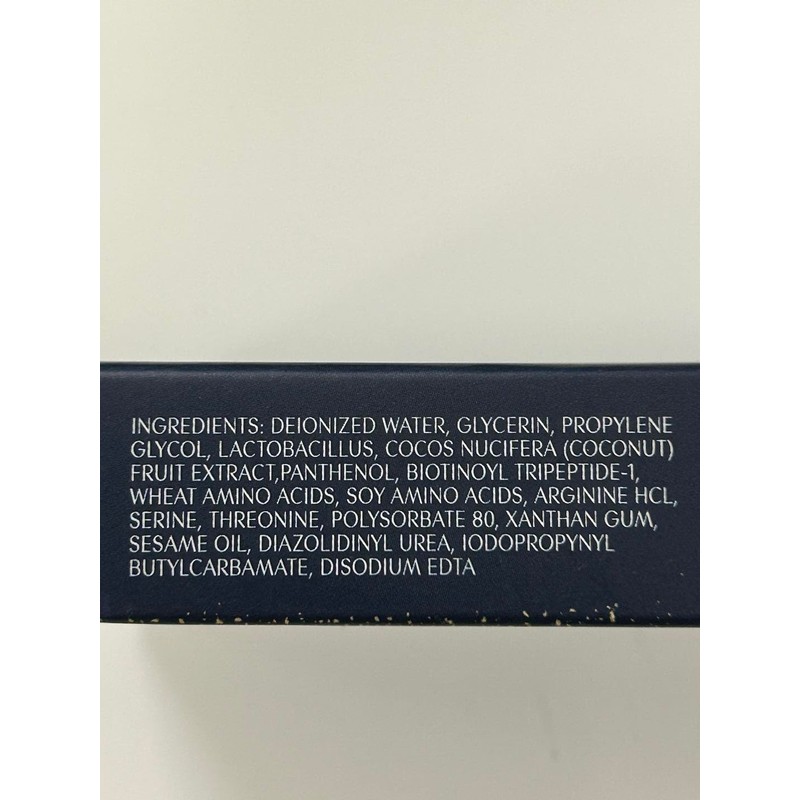 INGREDIENTS: DEIONIZED WATER, GLYCERIN, PROPYLENE
GLYCOL, LACTOBACILLUS, COCOS NUCIFERA (COCONUT)
FRUIT EXTRACT,PANTHENOL, BIOTINOYL TRIPEPTIDE-1,
WHEAT AMINO ACIDS, SOY AMINO ACIDS, ARGININE HCL,
SERINE, THREONINE, POLYSORBATE 80, XANTHAN GUM,
SESAME OIL, DIAZOLIDINYL UREA, IODOPROPYNYL
BUTYLCARBAMATE, DISODIUM EDTA